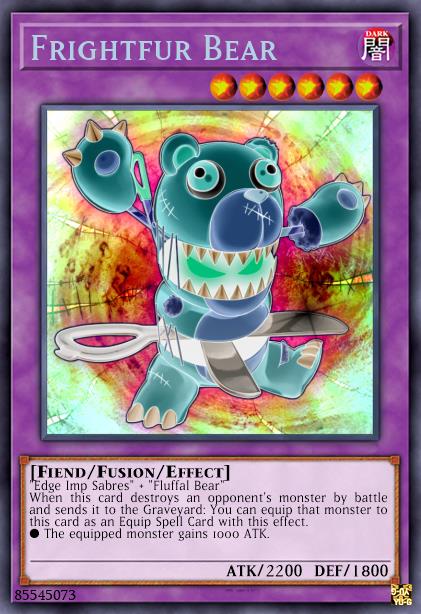 Frightfur Bear
DARK
闇
[Fiend/Fusion/Effect]
"Edge Imp Sabres" + "Fluffal Bear"
When this card destroys an opponent's monster by battle
and sends it to the Graveyard: You can equip that monster to
this card as an Equip Spell Card with this effect.
● The equipped monster gains 1000 ATK.
ATK/2200 DEF/1800
85545073